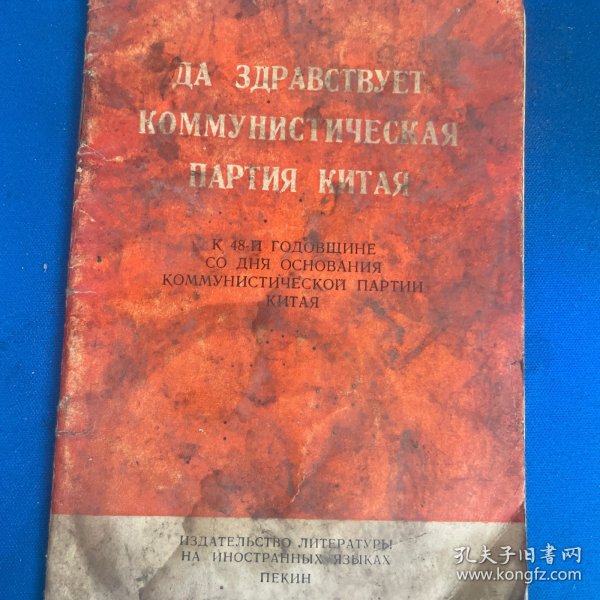 ДА ЗДРАВСТВУЕТ
КОММУНИСТИЧЕСКАЯ
ПАРТИЯ КИТАЯ
К 48-Й ГОДОВЩИНЕ
СО ДНЯ ОСНОВАНИЯ
КОММУНИСТИЧЕСКОЙ ПАРТИИ
КИТАЯ
ИЗДАТЕЛЬСТВО ЛИТЕРАТУРЫ
НА ИНОСТРАННЫХ ЯЗЫКАХ
ПЕКИН
孔夫子旧书网
www.kongfz.com